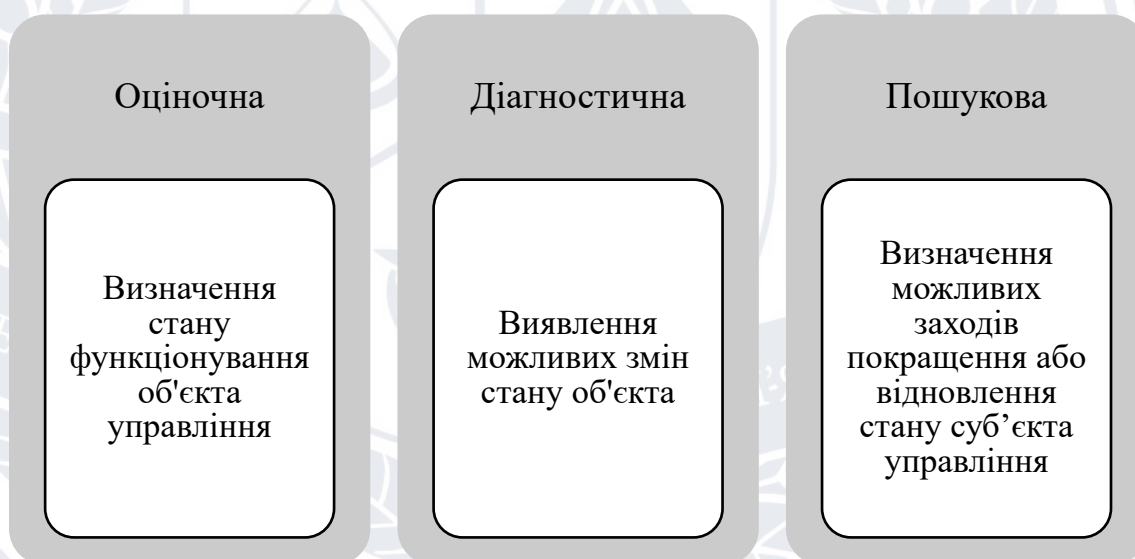 Оціночна
Визначення
стану
функціонування
об'єкта
управління
Діагностична
Виявлення
можливих змін
стану об'єкта
Пошукова
Визначення
можливих
заходів
покращення або
відновлення
стану суб’єкта
управління